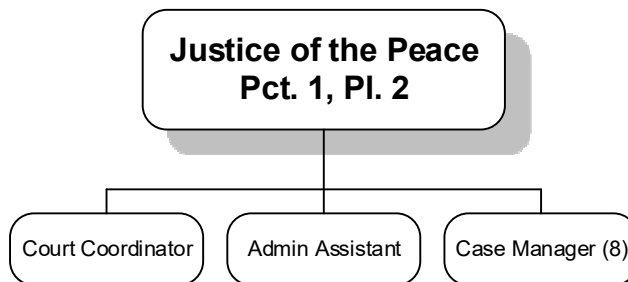 Justice of the Peace
Pct. 1, Pl. 2
Court Coordinator
Admin Assistant
Case Manager (8)